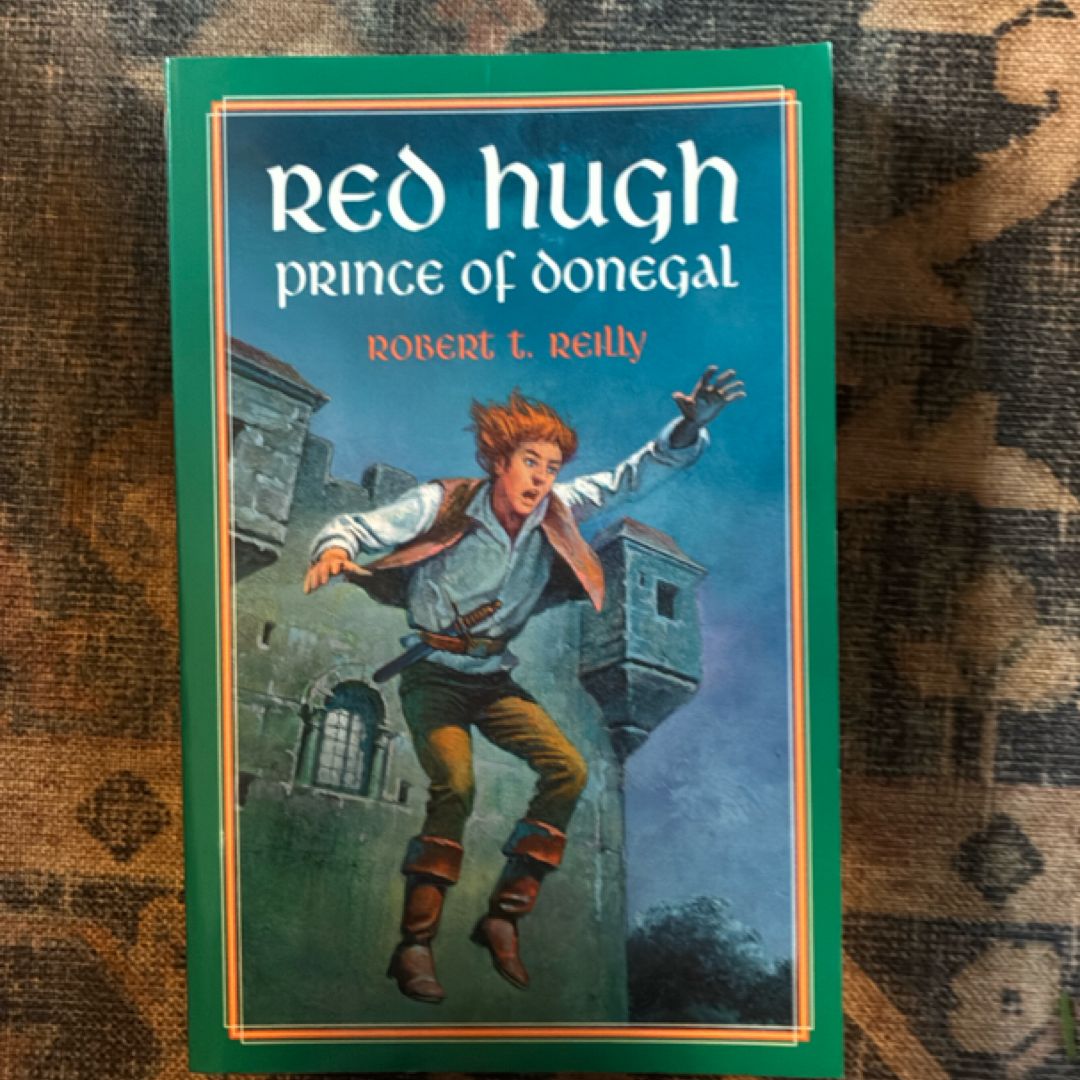 Red Hugh
Prince of Donegal
Robert T. Reilly